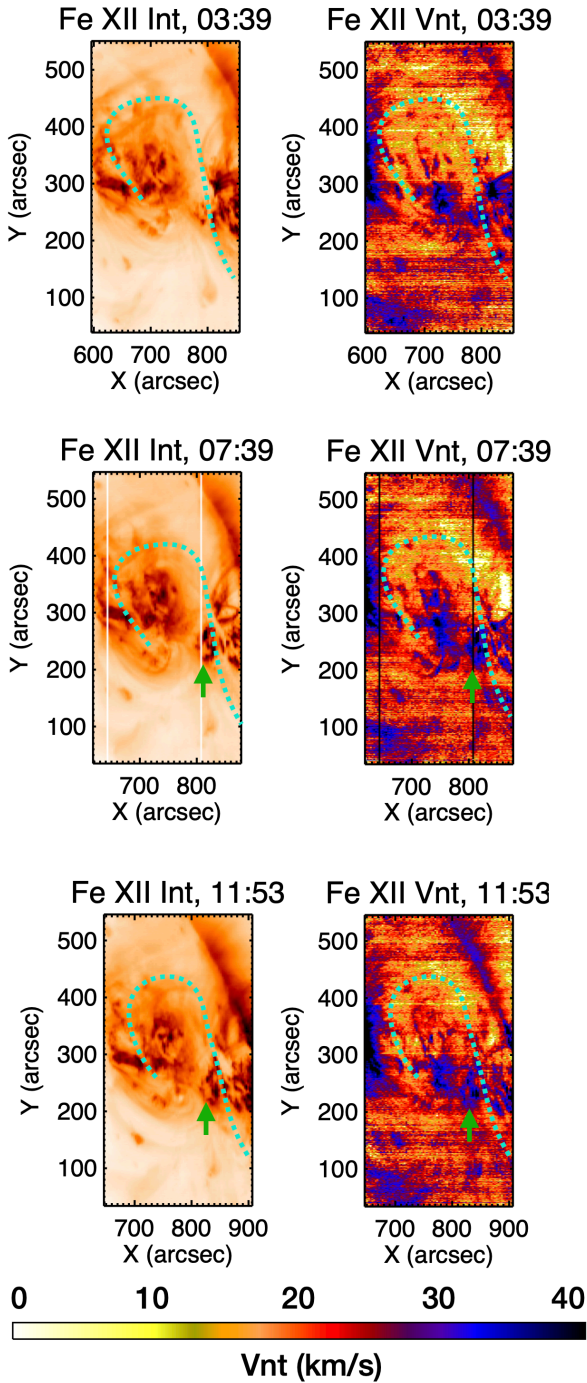 Fe XII Int, 03:39
Fe XII Vnt, 03:39
500
400
300
200
100
Y (arcsec)
600 700 800
X (arcsec)
500
400
300
200
100
Y (arcsec)
600 700 800
X (arcsec)
Fe XII Int, 07:39
Fe XII Vnt, 07:39
500
400
300
200
100
Y (arcsec)
700 800
X (arcsec)
500
400
300
200
100
Y (arcsec)
700 800
X (arcsec)
Fe XII Int, 11:53
Fe XII Vnt, 11:53
500
400
300
200
100
Y (arcsec)
700 800 900
X (arcsec)
500
400
300
200
100
Y (arcsec)
700 800 900
X (arcsec)
0 10 20 30 40
Vnt (km/s)